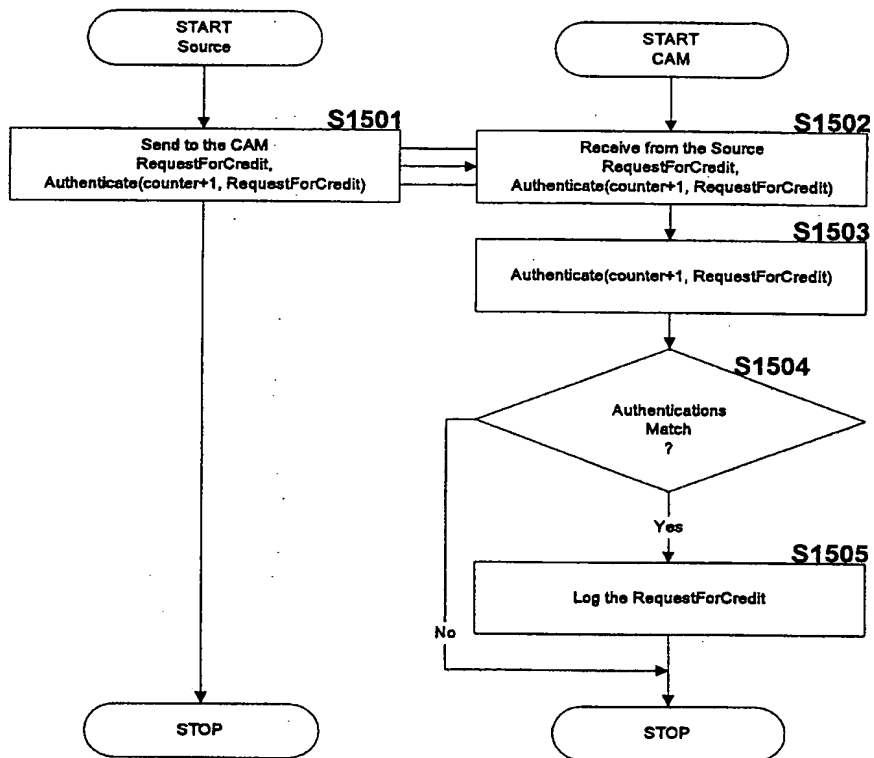 START
Source
S1501
Send to the CAM
RequestForCredit,
Authenticate(counter+1, RequestForCredit)
STOP
START
CAM
S1502
Receive from the Source
RequestForCredit,
Authenticate(counter+1, RequestForCredit)
S1503
Authenticate(counter+1, RequestForCredit)
S1504
Authentications
Match
?
Yes
S1505
Log the RequestForCredit
No
STOP